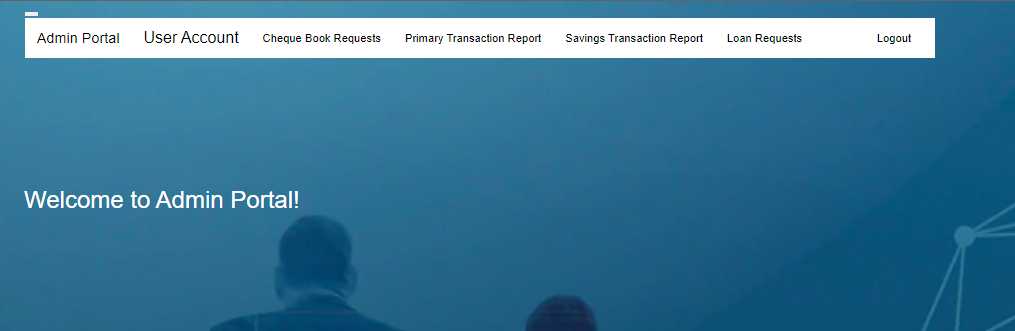 Admin Portal User Account Cheque Book Requests Primary Transaction Report Savings Transaction Report Loan Requests Logout
Welcome to Admin Portal!